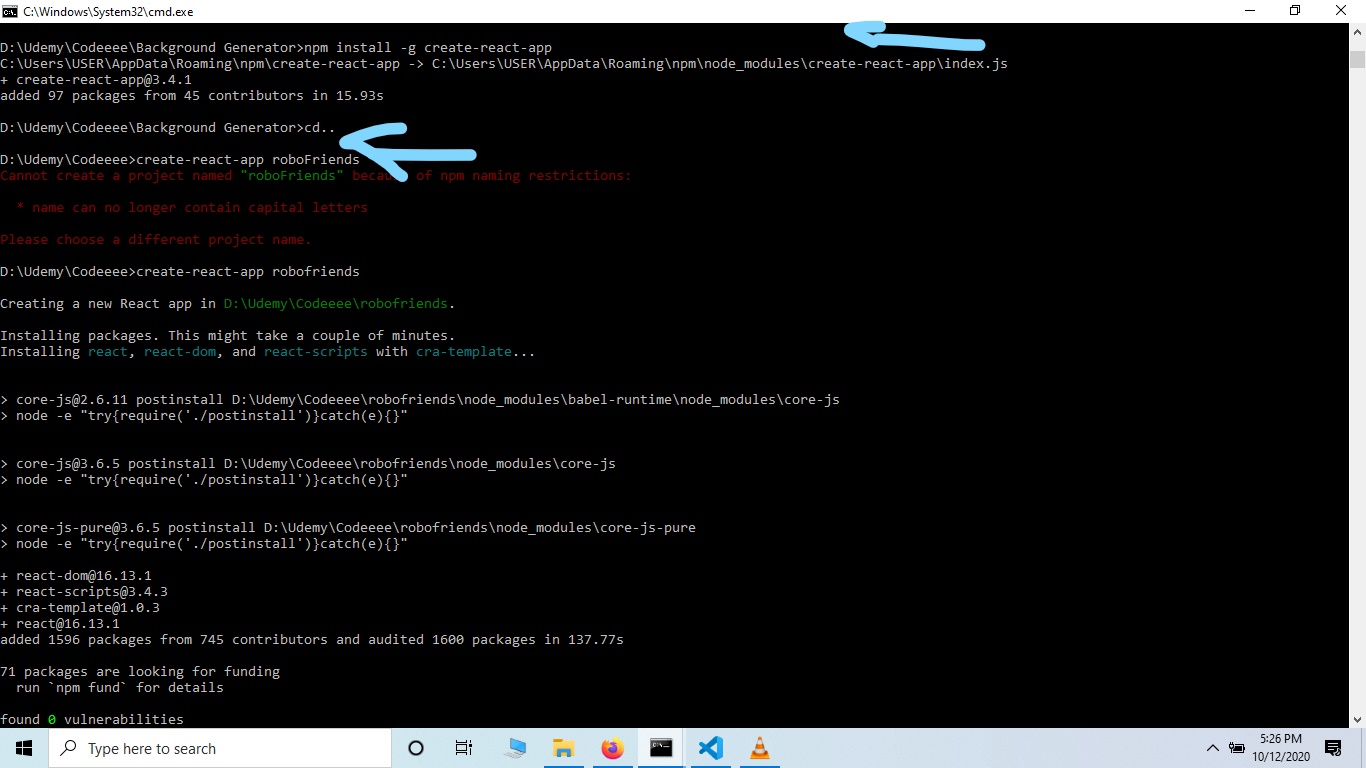 C:\Windows\System32\cmd.exe
D:\Udemy\Codeeee\Background Generator>npm install -g create-react-app
C:\Users\USER\AppData\Roaming\npm\create-react-app -> C:\Users\USER\AppData\Roaming\npm\node_modules\create-react-app\index.js
+ create-react-app@3.4.1
added 97 packages from 45 contributors in 15.93s
D:\Udemy\Codeeee\Background Generator>cd..
D:\Udemy\Codeeee>create-react-app roboFriends
Cannot create a project named "roboFriends" because of npm naming restrictions:
* name can no longer contain capital letters
Please choose a different project name.
D:\Udemy\Codeeee>create-react-app robofriends
Creating a new React app in D:\Udemy\Codeeee\robofriends.
Installing packages. This might take a couple of minutes.
Installing react, react-dom, and react-scripts with cra-template...
> core-js@2.6.11 postinstall D:\Udemy\Codeeee\robofriends\node_modules\babel-runtime\node_modules\core-js
> node -e "try{require('./postinstall')}catch(e){}"
> core-js@3.6.5 postinstall D:\Udemy\Codeeee\robofriends\node_modules\core-js
> node -e "try{require('./postinstall')}catch(e){}"
> core-js-pure@3.6.5 postinstall D:\Udemy\Codeeee\robofriends\node_modules\core-js-pure
> node -e "try{require('./postinstall')}catch(e){}"
+ react-dom@16.13.1
+ react-scripts@3.4.3
+ cra-template@1.0.3
+ react@16.13.1
added 1596 packages from 745 contributors and audited 1600 packages in 137.77s
71 packages are looking for funding
run `npm fund` for details
found 0 vulnerabilities
Type here to search
5:26 PM
10/12/2020